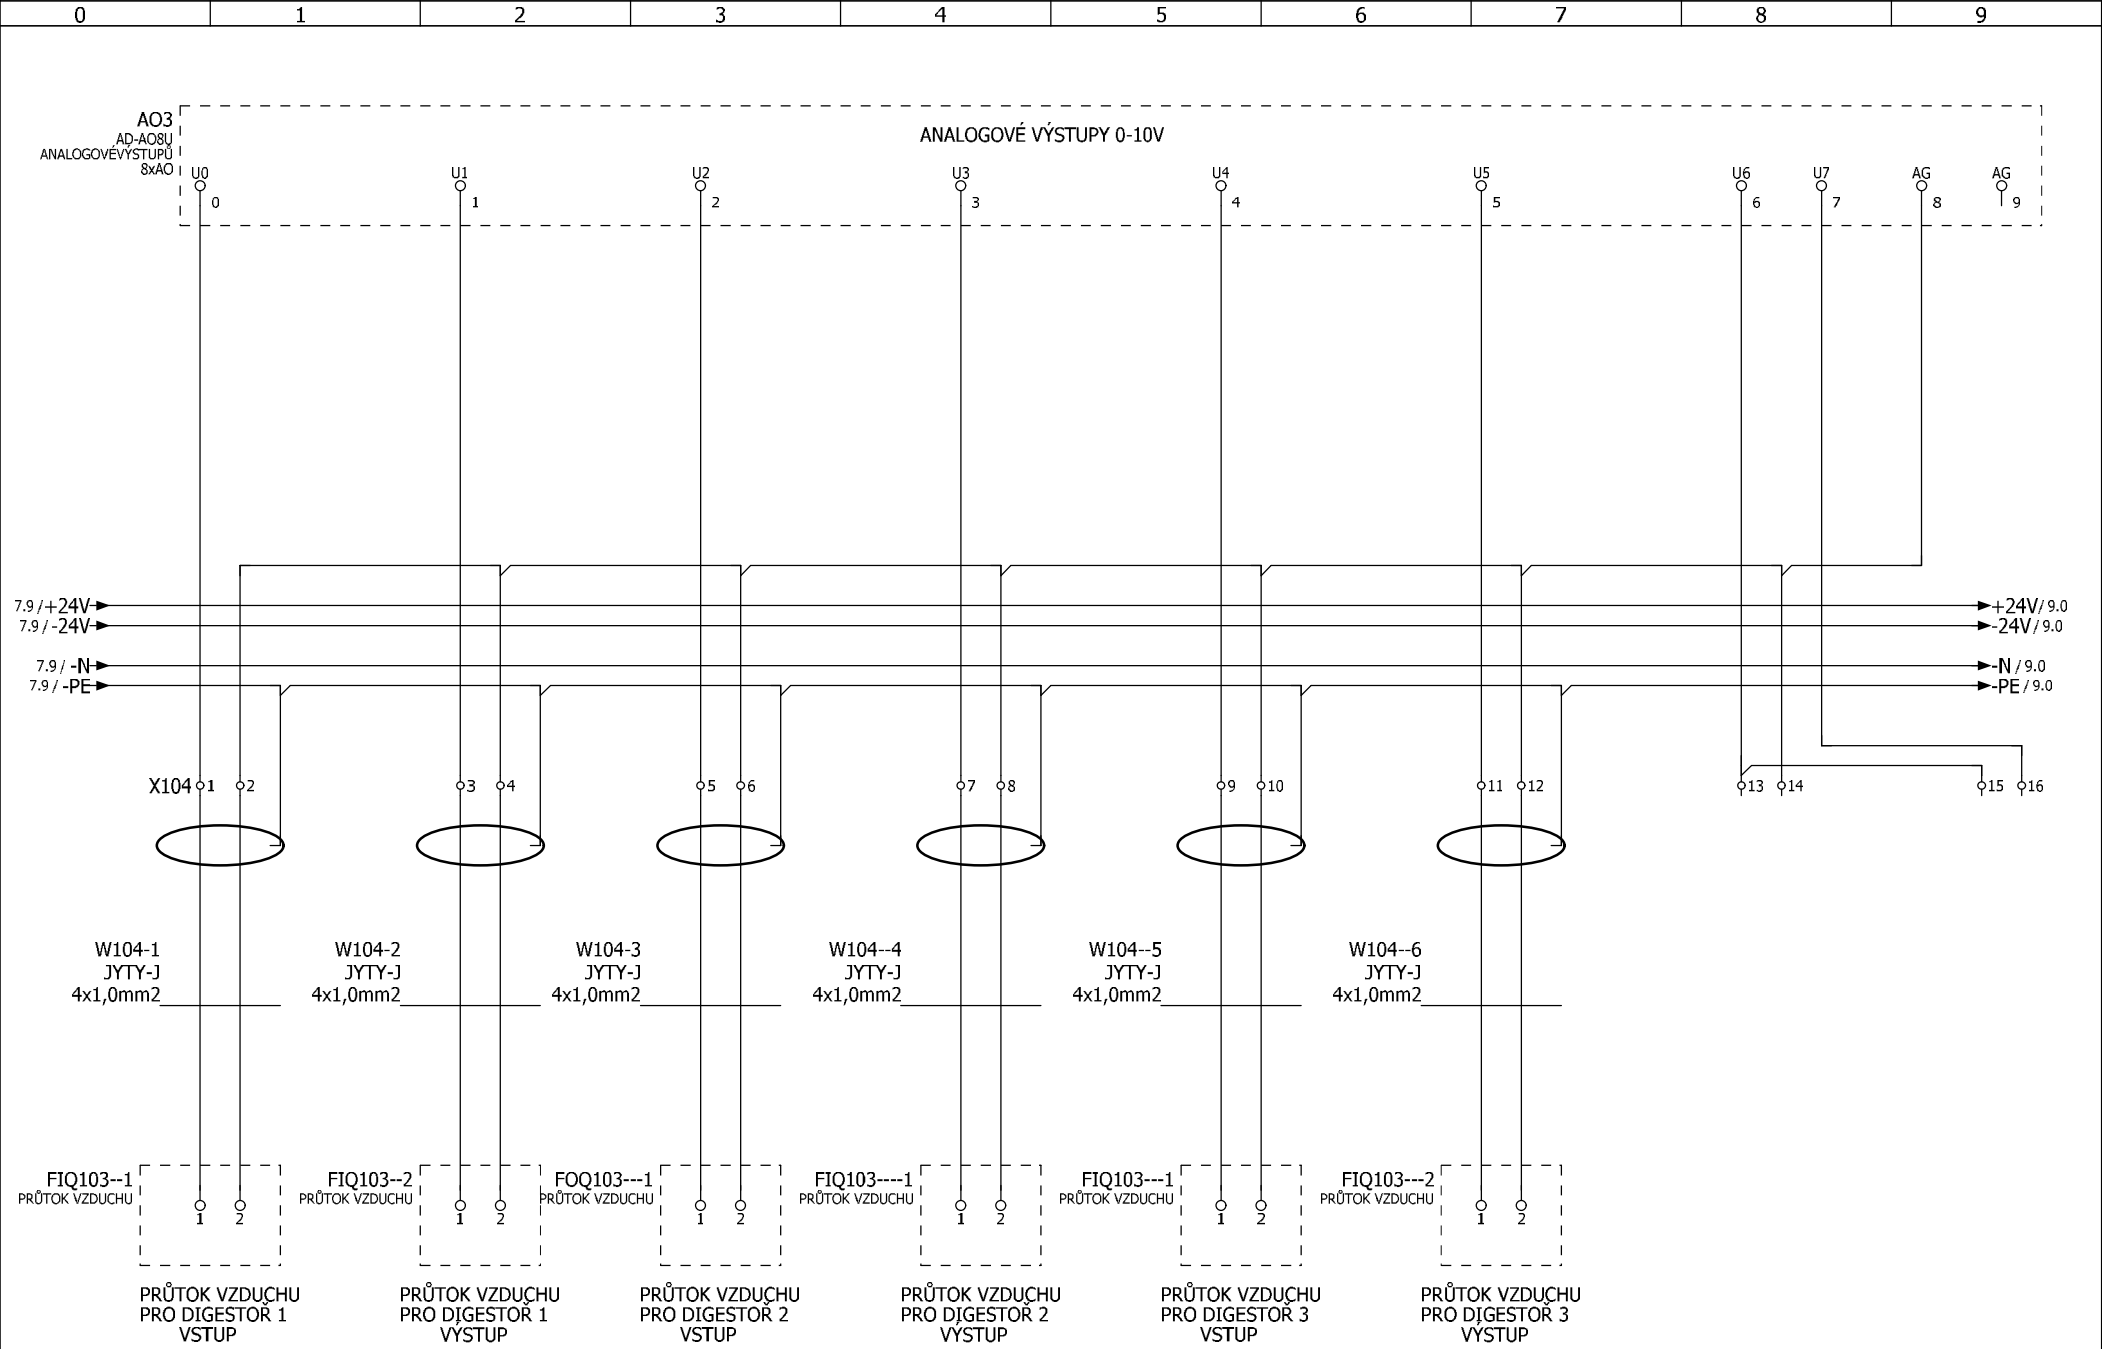 0 1 2 3 4 5 6 7 8 9
AO3
AD-AO8U
ANALOGOVÉVÝSTUPŮ
8xAO
ANALOGOVÉ VÝSTUPY 0-10V
U0 U1 U2 U3 U4 U5 U6 U7 AG AG
0 1 2 3 4 5 6 7 8 9
7.9 / +24V
+24V / 9.0
7.9 / -24V
-24V / 9.0
7.9 / -N
-N / 9.0
7.9 / -PE
-PE / 9.0
X104 1 2 3 4 5 6 7 8 9 10 11 12 13 14 15 16
W104-1
JYTY-J
4x1,0mm2
W104-2
JYTY-J
4x1,0mm2
W104-3
JYTY-J
4x1,0mm2
W104--4
JYTY-J
4x1,0mm2
W104--5
JYTY-J
4x1,0mm2
W104--6
JYTY-J
4x1,0mm2
FIQ103--1
PRŮTOK VZDUCHU
1 2
FIQ103--2
PRŮTOK VZDUCHU
1 2
FOQ103---1
PRŮTOK VZDUCHU
1 2
FIQ103----1
PRŮTOK VZDUCHU
1 2
FIQ103---1
PRŮTOK VZDUCHU
1 2
FIQ103---2
PRŮTOK VZDUCHU
1 2
PRŮTOK VZDUCHU
PRO DIGESTOŘ 1
VSTUP
PRŮTOK VZDUCHU
PRO DIGESTOŘ 1
VÝSTUP
PRŮTOK VZDUCHU
PRO DIGESTOŘ 2
VSTUP
PRŮTOK VZDUCHU
PRO DIGESTOŘ 2
VÝSTUP
PRŮTOK VZDUCHU
PRO DIGESTOŘ 3
VSTUP
PRŮTOK VZDUCHU
PRO DIGESTOŘ 3
VÝSTUP